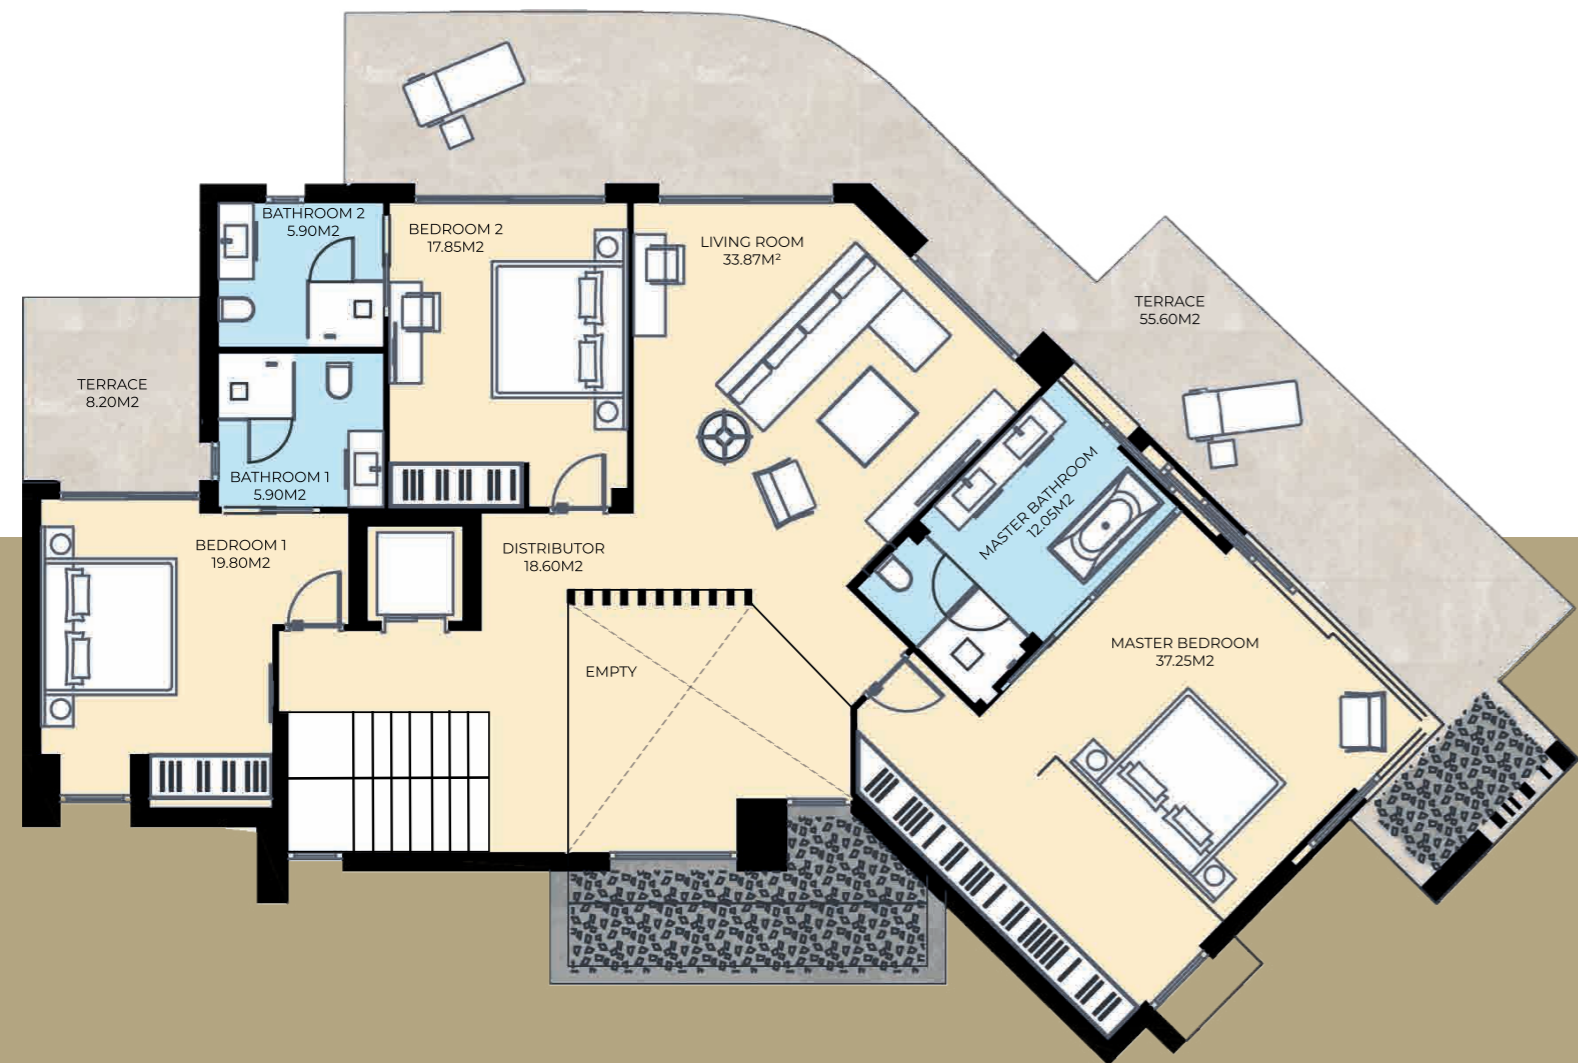 BATHROOM 2
5.90M2
BEDROOM 2
17.85M2
LIVING ROOM
33.87M²
TERRACE
55.60M2
TERRACE
8.20M2
BATHROOM 1
5.90M2
MASTER BATHROOM
12.05M2
BEDROOM 1
19.80M2
DISTRIBUTOR
18.60M2
EMPTY
MASTER BEDROOM
37.25M2